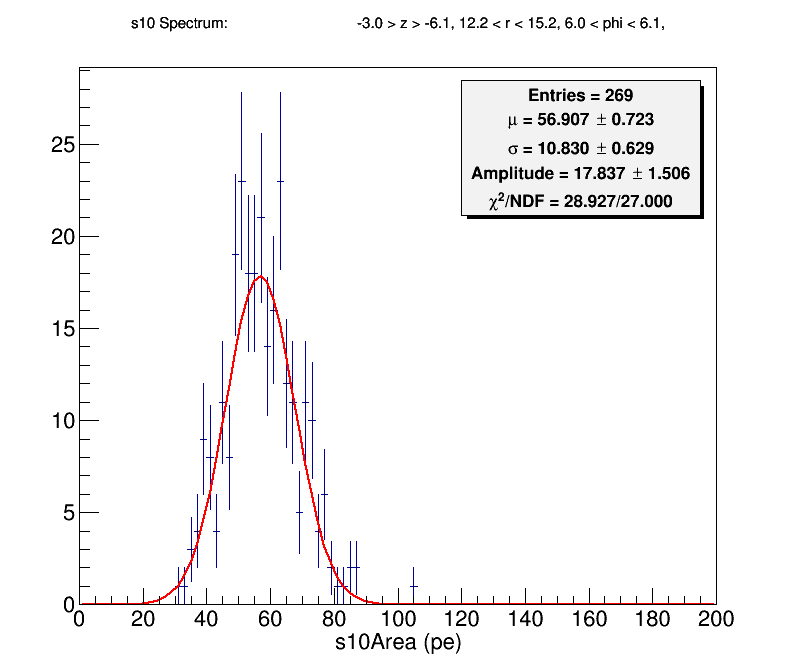 s10 Spectrum: -3.0 > z > -6.1, 12.2 < r < 15.2, 6.0 < phi < 6.1,
Entries = 269
μ = 56.907 ± 0.723
σ = 10.830 ± 0.629
Amplitude = 17.837 ± 1.506
χ²/NDF = 28.927/27.000
25
20
15
10
5
0
0 20 40 60 80 100 120 140 160 180 200
s10Area (pe)